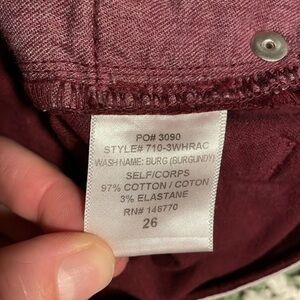 PO# 3090
STYLE# 710-3WHRAC
WASH NAME: BURG (BURGUNDY)
SELF/CORPS
97% COTTON / COTON
3% ELASTANE
RN# 146770
26